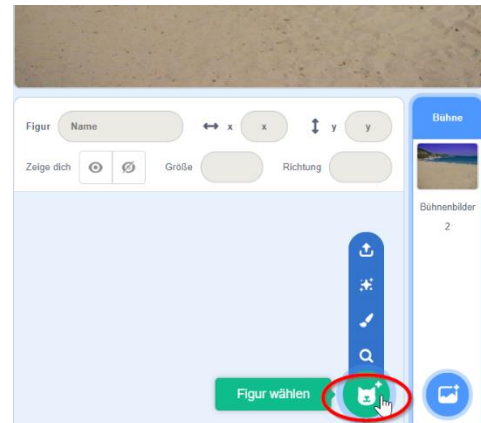 Figur Name x x y y Bühne
Zeige dich Größe Richtung
Bühnenbilder
2
Figur wählen